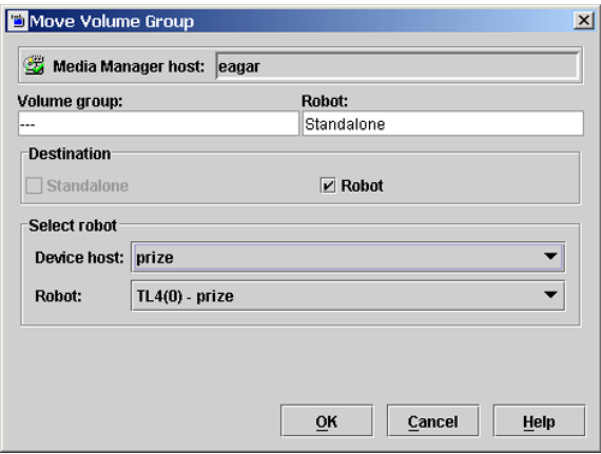 Move Volume Group
Media Manager host: eagar
Volume group: Robot:
--- Standalone
Destination
Standalone Robot
Select robot
Device host: prize
Robot: TL4(0) - prize
OK Cancel Help